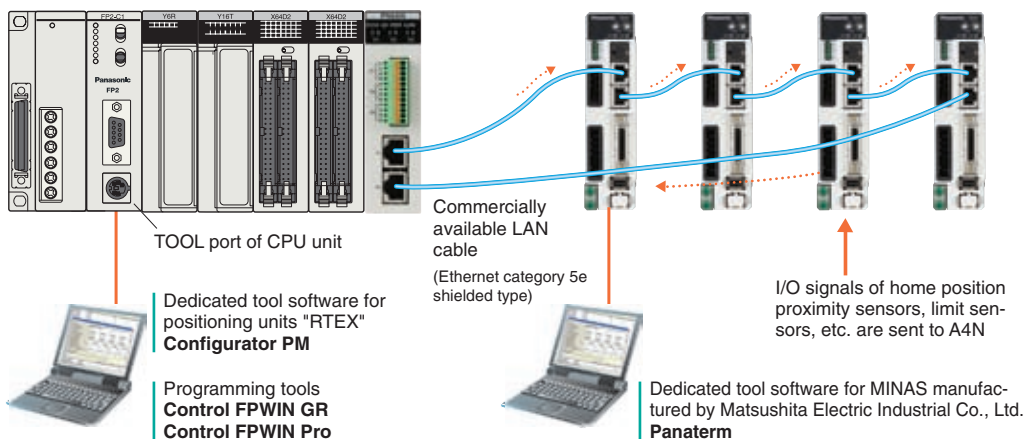 FP2-C1
Y6R
Y16T
X64D2
X64D2
Panasonic
FP2
TOOL port of CPU unit
Commercially
available LAN
cable
(Ethernet category 5e
shielded type)
I/O signals of home position
proximity sensors, limit sen-
sors, etc. are sent to A4N
Dedicated tool software for
positioning units "RTEX"
Configurator PM
Programming tools
Control FPWIN GR
Control FPWIN Pro
Dedicated tool software for MINAS manufac-
tured by Matsushita Electric Industrial Co., Ltd.
Panaterm